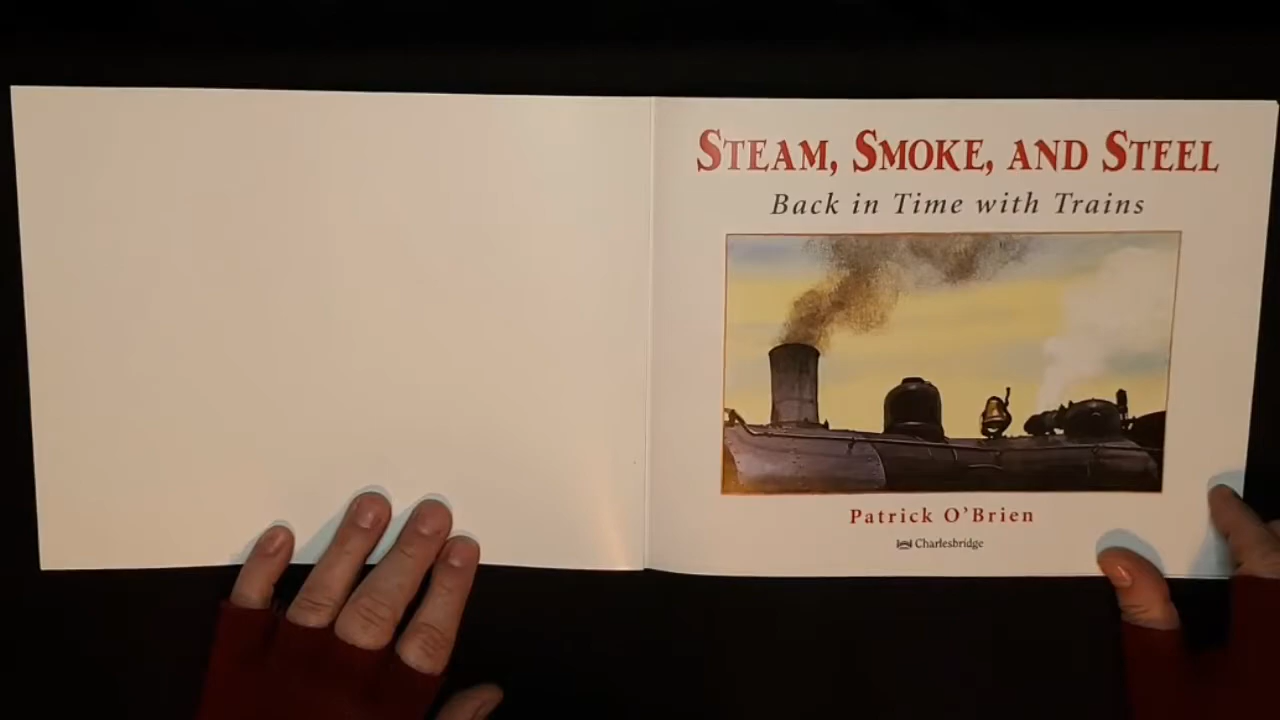 STEAM, SMOKE, AND STEEL
Back in Time with Trains
Patrick O'Brien
Charlesbridge